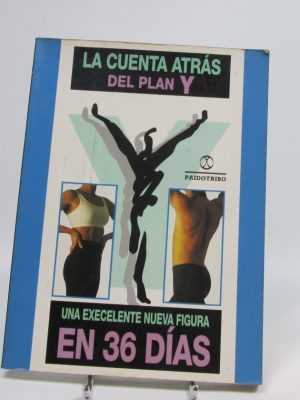 LA CUENTA ATRÁS
DEL PLAN Y
Y
PAIDOTRIBO
UNA EXECELENTE NUEVA FIGURA
EN 36 DÍAS